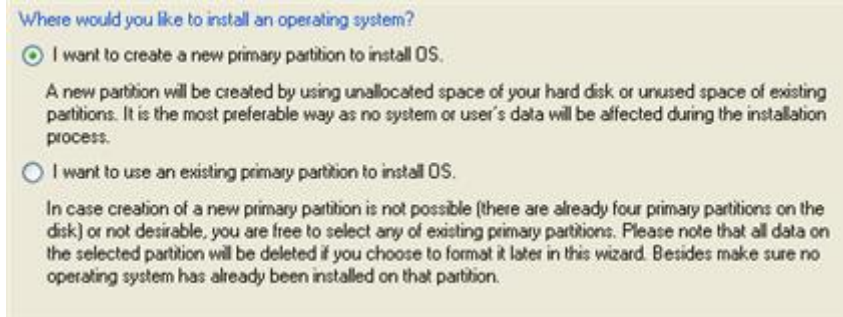 Where would you like to install an operating system?
I want to create a new primary partition to install OS.
A new partition will be created by using unallocated space of your hard disk or unused space of existing
partitions. It is the most preferable way as no system or user's data will be affected during the installation
process.
I want to use an existing primary partition to install OS.
In case creation of a new primary partition is not possible (there are already four primary partitions on the
disk) or not desirable, you are free to select any of existing primary partitions. Please note that all data on
the selected partition will be deleted if you choose to format it later in this wizard. Besides make sure no
operating system has already been installed on that partition.